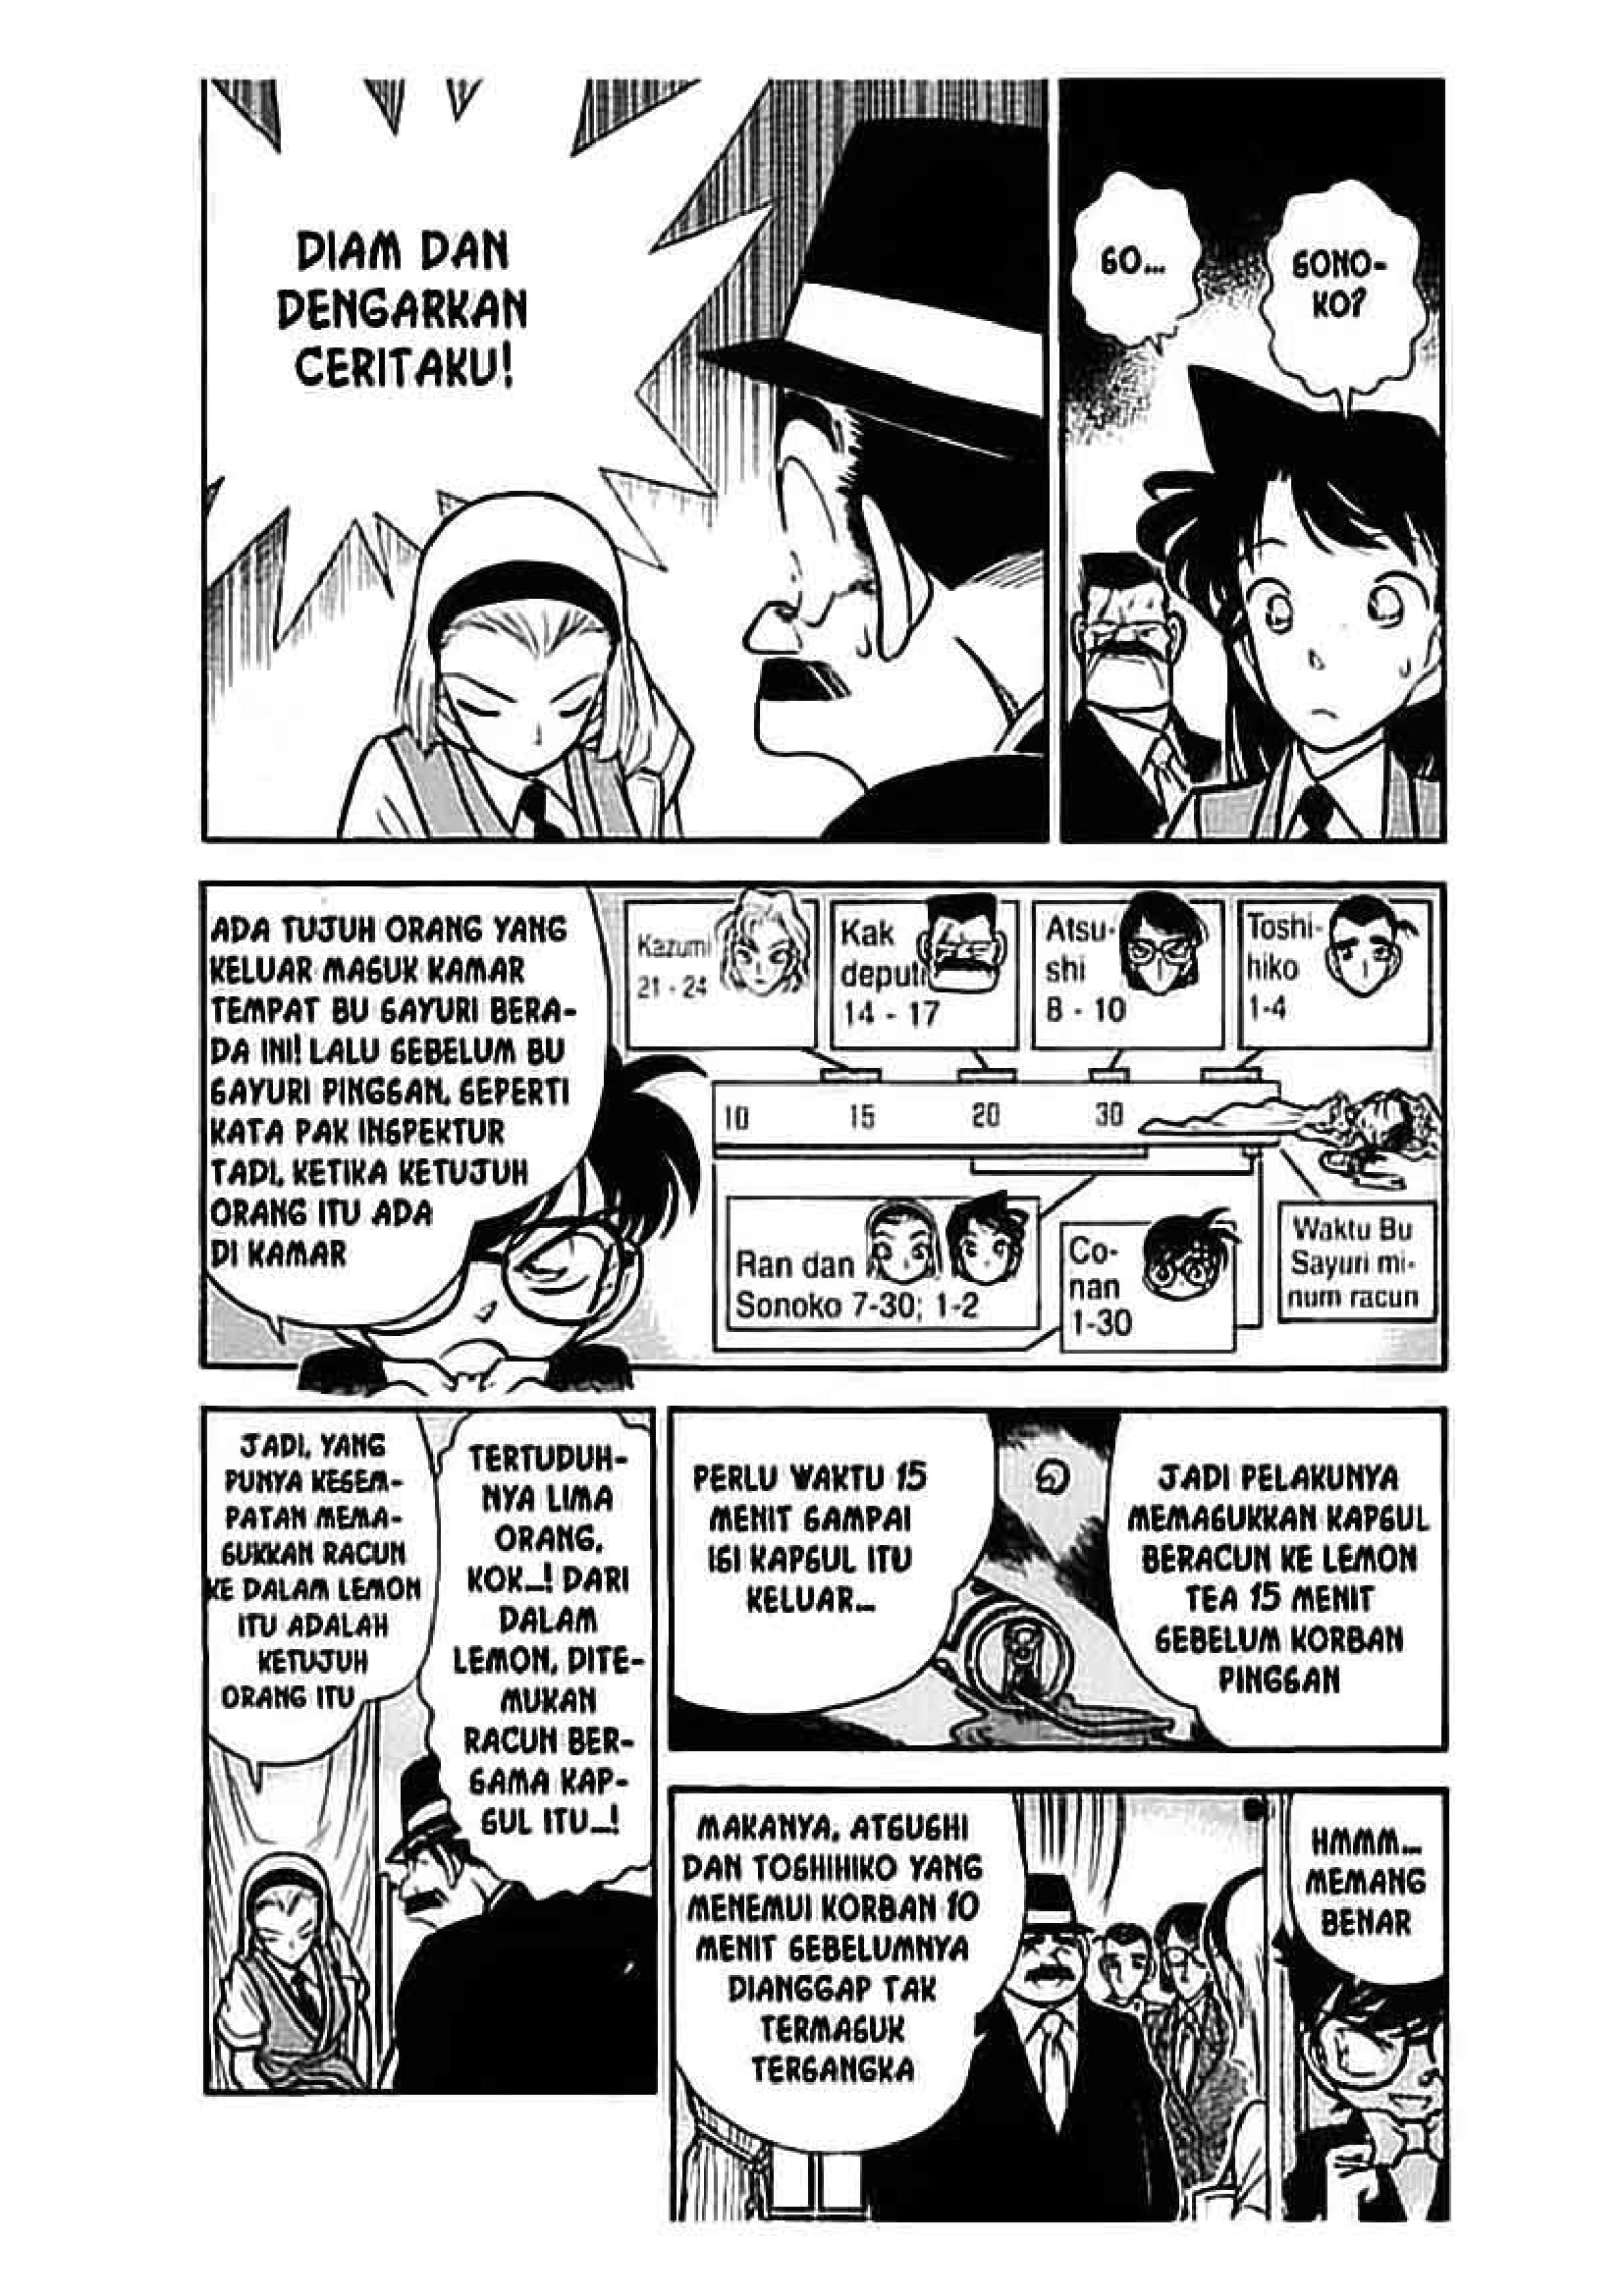 DIAM DAN
DENGARKAN
CERITAKU!
SO...
SONO-
KO?
ADA TUJUH ORANG YANG
KELUAR MASUK KAMAR
TEMPAT BU SAYURI BERA-
DA INI! LALU SEBELUM BU
SAYURI PINGSAN, SEPERTI
KATA PAK INSPEKTUR
TADI, KETIKA KETUJUH
ORANG ITU ADA
DI KAMAR
Kazumi
21 - 24
Kak
deputi
14 - 17
Atsu-
shi
8 - 10
Toshi-
hiko
1-4
10 15 20 30
Ran dan
Sonoko 7-30; 1-2
Co-
nan
1-30
Waktu Bu
Sayuri mi-
num racun
JADI, YANG
PUNYA KESEM-
PATAN MEMA-
SUKKAN RACUN
KE DALAM LEMON
ITU ADALAH
KETUJUH
ORANG ITU
TERTUDUH-
NYA LIMA
ORANG,
KOK...! DARI
DALAM
LEMON, DITE-
MUKAN
RACUN BER-
SAMA KAP-
SUL ITU...!
PERLU WAKTU 15
MENIT SAMPAI
ISI KAPSUL ITU
KELUAR...
JADI PELAKUNYA
MEMASUKKAN KAPSUL
BERACUN KE LEMON
TEA 15 MENIT
SEBELUM KORBAN
PINGSAN
MAKANYA, ATSUSHI
DAN TOSHIHIKO YANG
MENEMUI KORBAN 10
MENIT SEBELUMNYA
DIANGGAP TAK
TERMASUK
TERSANGKA
HMMM...
MEMANG
BENAR